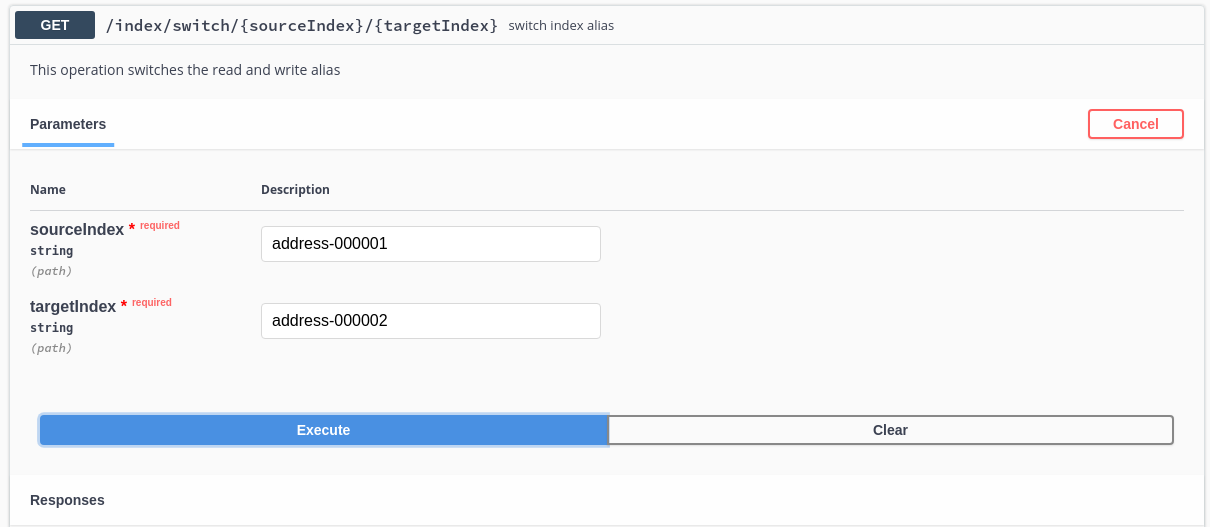 GET /index/switch/{sourceIndex}/{targetIndex} switch index alias
This operation switches the read and write alias
Parameters
Cancel
Name Description
sourceIndex * required
string
(path)
address-000001
targetIndex * required
string
(path)
address-000002
Execute Clear
Responses